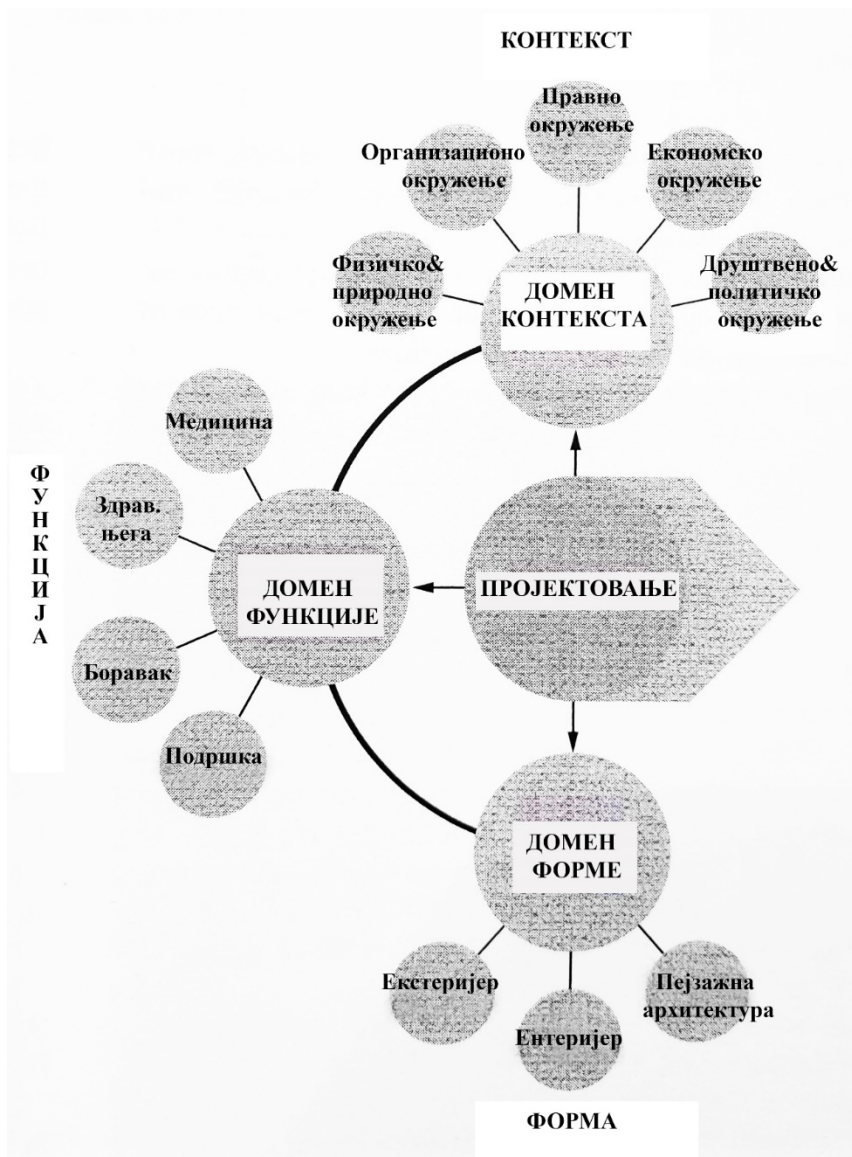 КОНТЕКСТ
Правно
окружење
Организационо
окружење
Економско
окружење
Физичко&
природно
окружење
Друштвено&
политичко
окружење
ДОМЕН
КОНТЕКСТА
Медицина
Здрав.
њега
Боравак
Подршка
ФУНКЦИЈА
ДОМЕН
ФУНКЦИЈЕ
ПРОЈЕКТОВАЊЕ
ДОМЕН
ФОРМЕ
Екстеријер
Ентеријер
Пејзажна
архитектура
ФОРМА